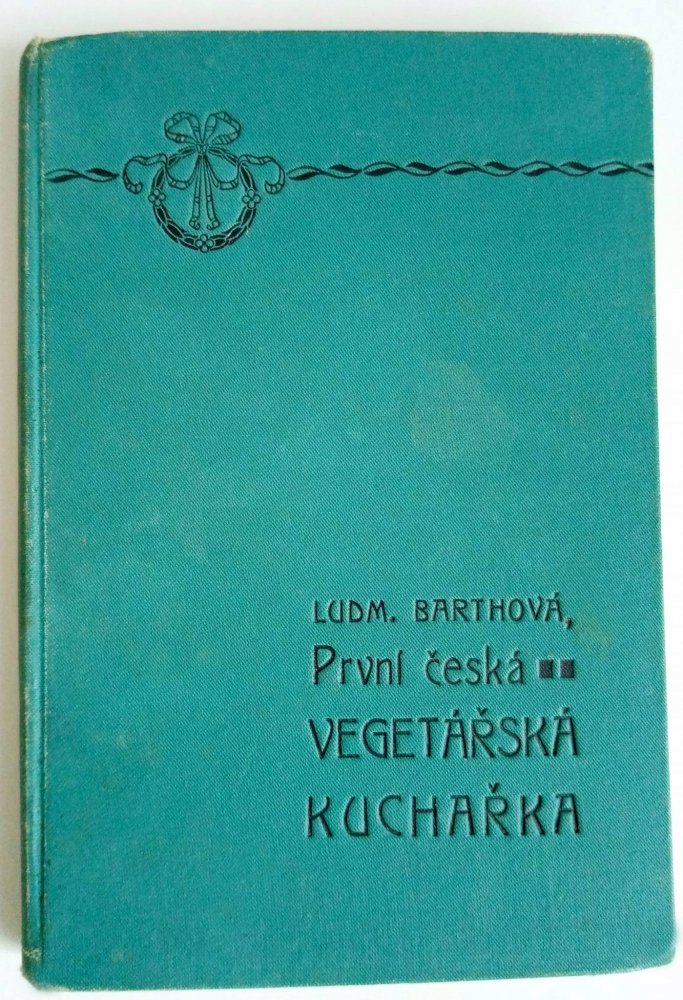 LUDM. BARTHOVÁ,
První česká
VEGETÁŘSKÁ
KUCHAŘKA